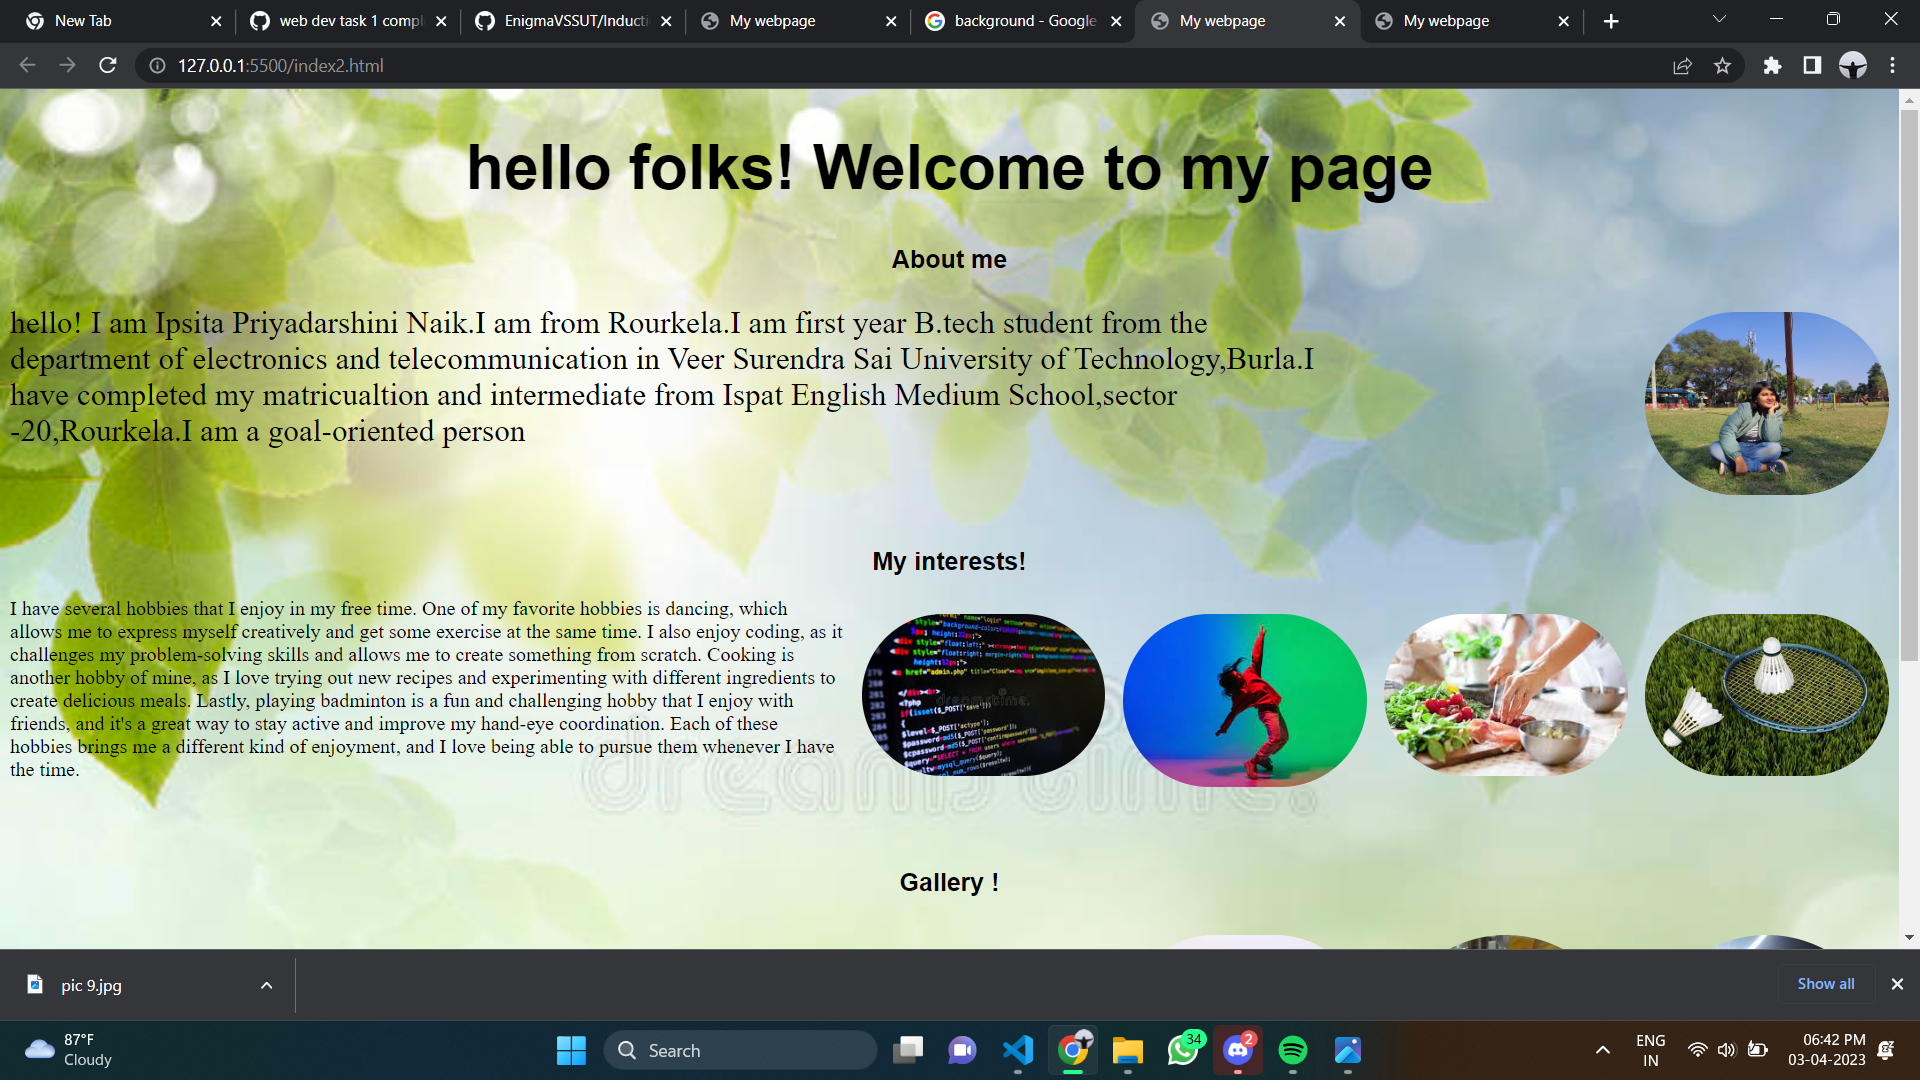 New Tab
web dev task 1 compl
EnigmaVSSUT/Inducti
My webpage
background - Google
My webpage
My webpage
127.0.0.1:5500/index2.html
hello folks! Welcome to my page
About me
hello! I am Ipsita Priyadarshini Naik.I am from Rourkela.I am first year B.tech student from the
department of electronics and telecommunication in Veer Surendra Sai University of Technology,Burla.I
have completed my matricualtion and intermediate from Ispat English Medium School,sector
-20,Rourkela.I am a goal-oriented person
My interests!
I have several hobbies that I enjoy in my free time. One of my favorite hobbies is dancing, which
allows me to express myself creatively and get some exercise at the same time. I also enjoy coding, as it
challenges my problem-solving skills and allows me to create something from scratch. Cooking is
another hobby of mine, as I love trying out new recipes and experimenting with different ingredients to
create delicious meals. Lastly, playing badminton is a fun and challenging hobby that I enjoy with
friends, and it's a great way to stay active and improve my hand-eye coordination. Each of these
hobbies brings me a different kind of enjoyment, and I love being able to pursue them whenever I have
the time.
dreamstime.
Gallery !
pic 9.jpg
Show all
87°F
Cloudy
Search
34
2
ENG
IN
06:42 PM
03-04-2023